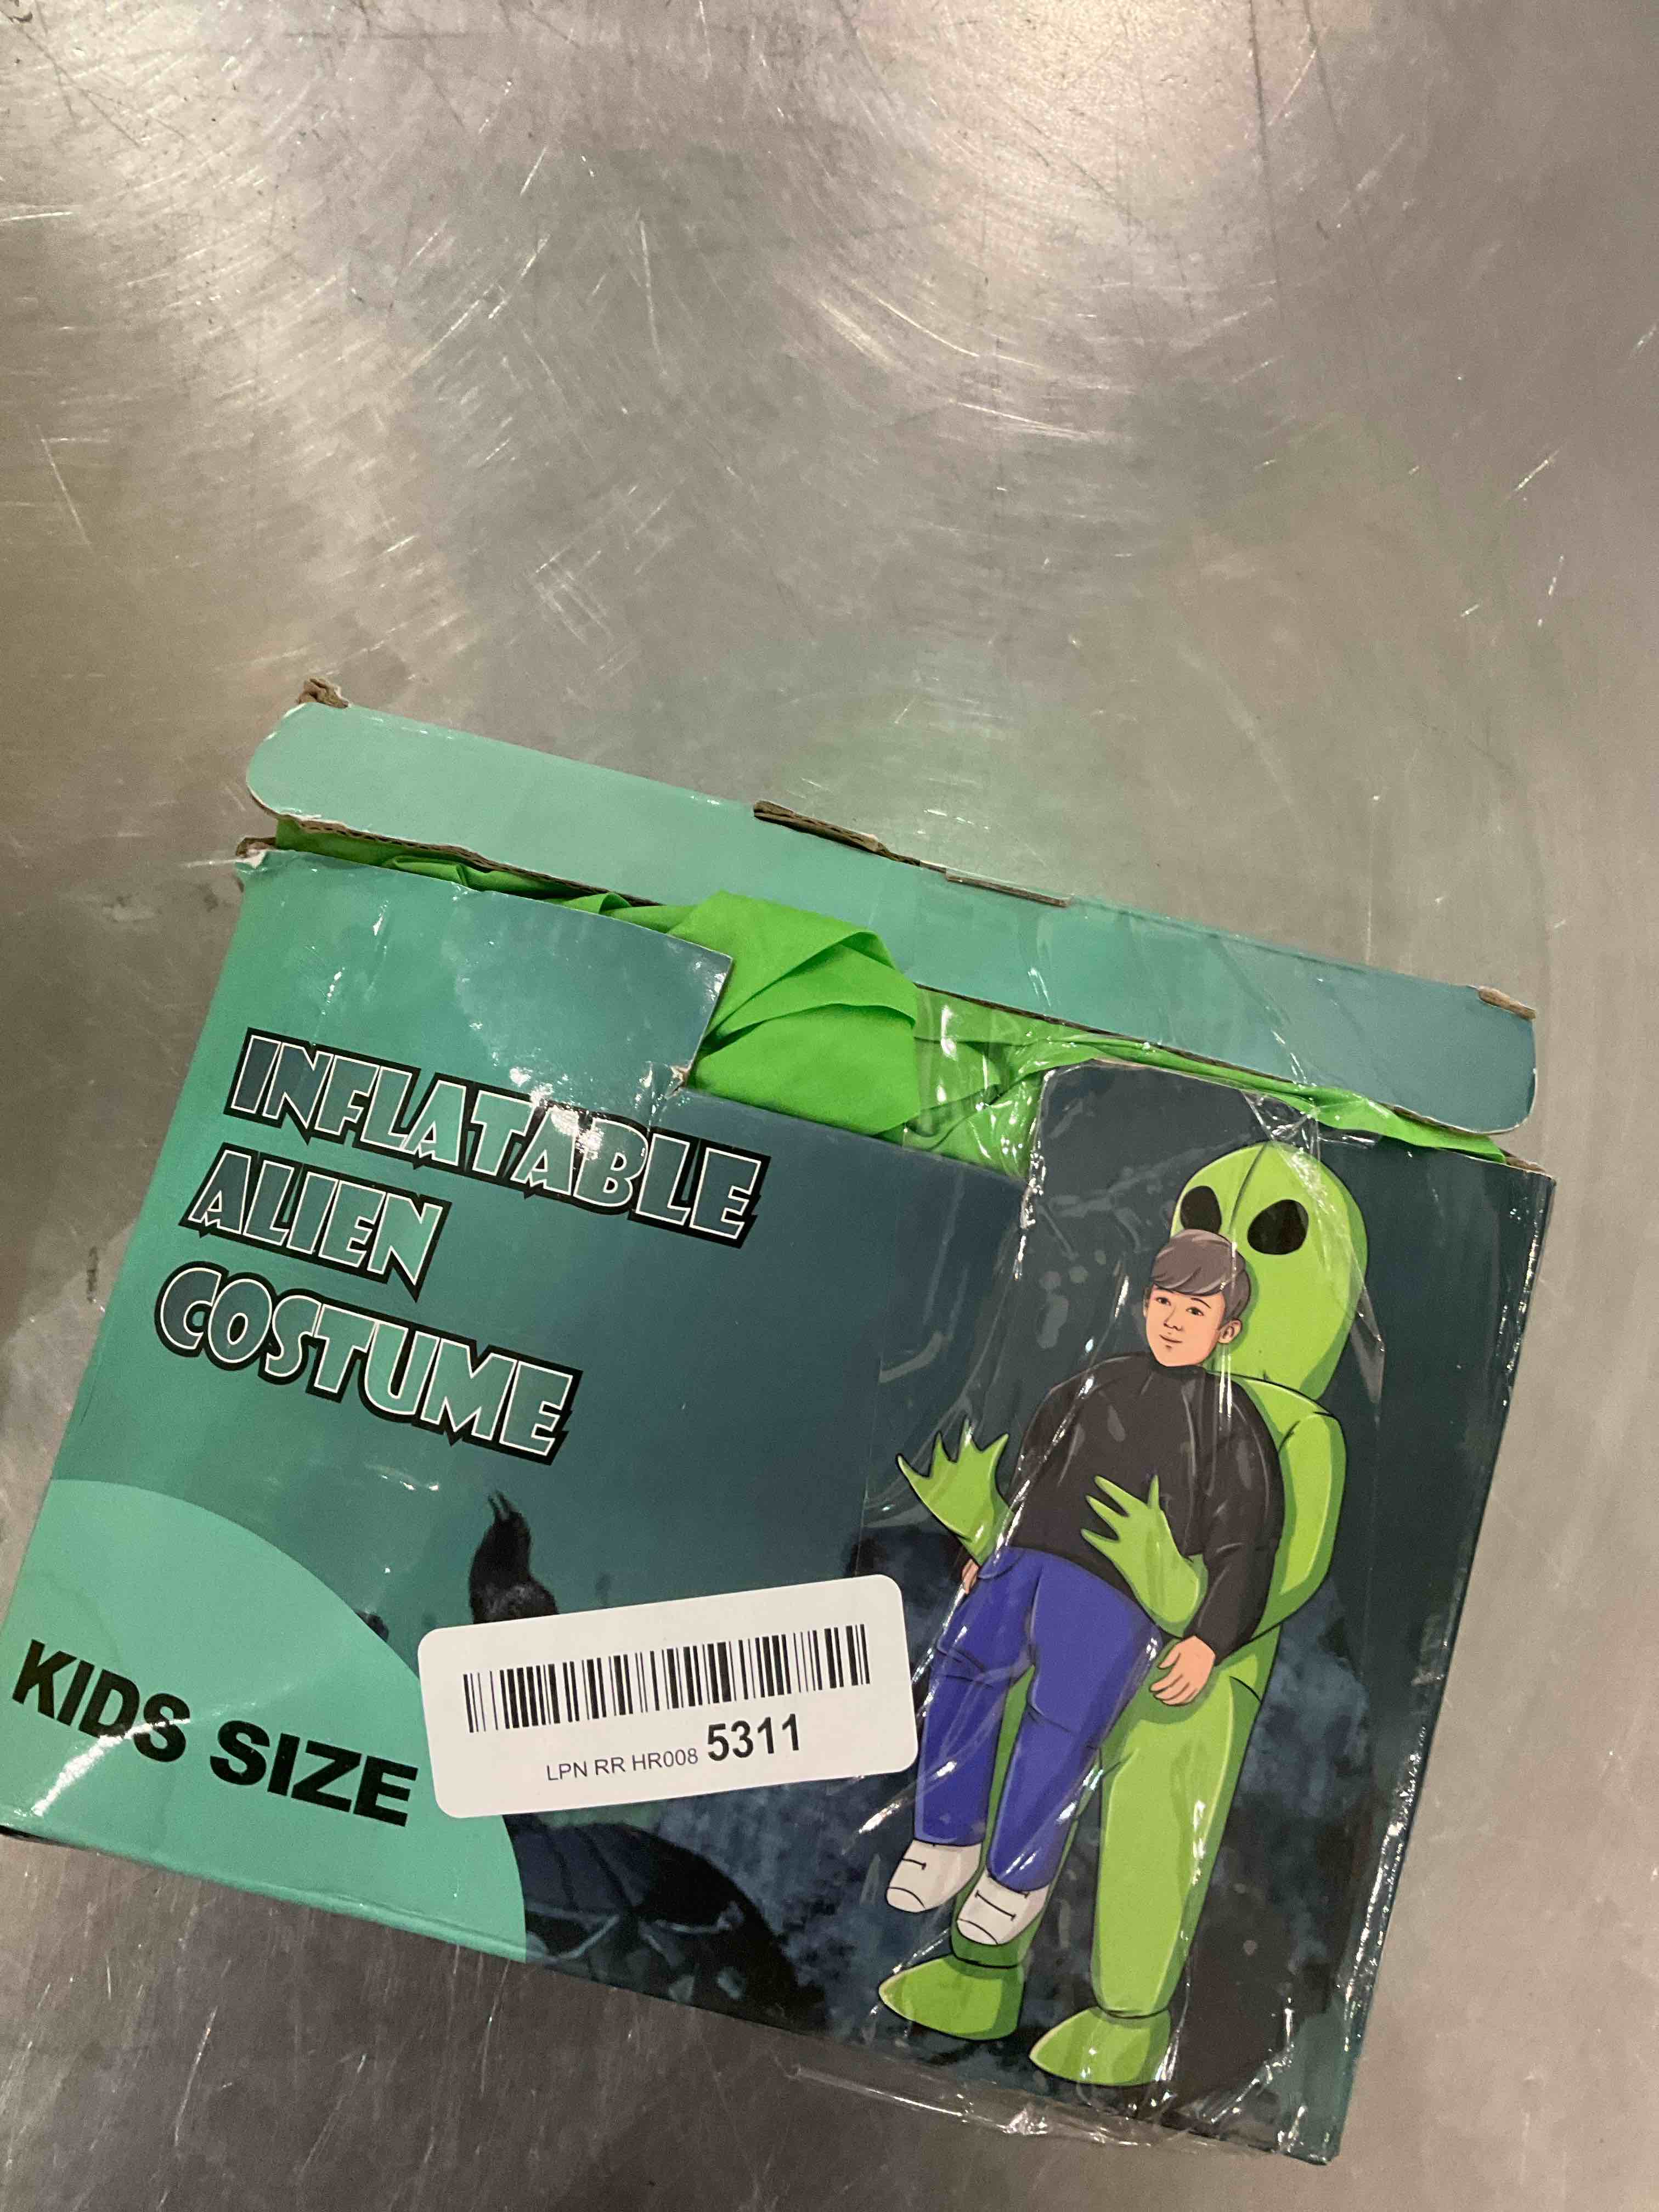 INFLATABLE
ALIEN
COSTUME
KIDS SIZE
LPN RR HR008 5311